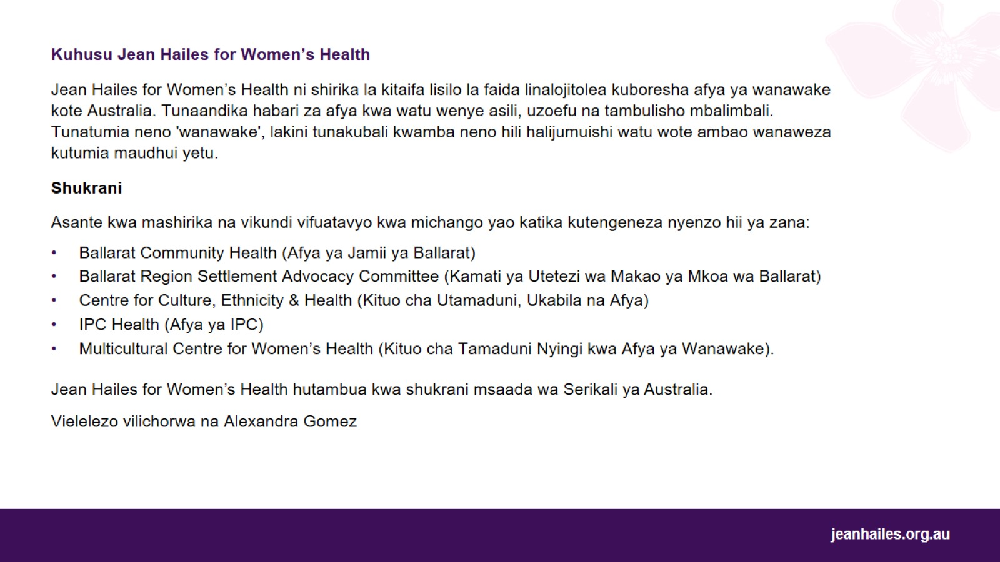 Kuhusu Jean Hailes for Women’s Health
Jean Hailes for Women’s Health ni shirika la kitaifa lisilo la faida linalojitolea kuboresha afya ya wanawake
kote Australia. Tunaandika habari za afya kwa watu wenye asili, uzoefu na tambulisho mbalimbali.
Tunatumia neno 'wanawake', lakini tunakubali kwamba neno hili halijumuishi watu wote ambao wanaweza
kutumia maudhui yetu.
Shukrani
Asante kwa mashirika na vikundi vifuatavyo kwa michango yao katika kutengeneza nyenzo hii ya zana:
• Ballarat Community Health (Afya ya Jamii ya Ballarat)
• Ballarat Region Settlement Advocacy Committee (Kamati ya Utetezi wa Makao ya Mkoa wa Ballarat)
• Centre for Culture, Ethnicity & Health (Kituo cha Utamaduni, Ukabila na Afya)
• IPC Health (Afya ya IPC)
• Multicultural Centre for Women’s Health (Kituo cha Tamaduni Nyingi kwa Afya ya Wanawake).
Jean Hailes for Women’s Health hutambua kwa shukrani msaada wa Serikali ya Australia.
Vielelezo vilichorwa na Alexandra Gomez
jeanhailes.org.au